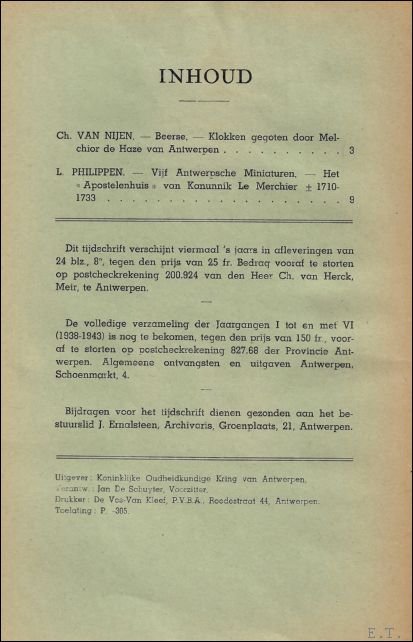 INHOUD
Ch. VAN NIJEN. — Beerse. — Klokken gegoten door Mel-
chior de Haze van Antwerpen . . . . . . . . . . 3
L. PHILIPPEN. — Vijf Antwerpsche Miniaturen. — Het
« Apostelenhuis » van Kanunnik Le Merchier ± 1710-
1733 . . . . . . . . . . . . . . . . . . . . 9
Dit tijdschrift verschijnt viermaal 's jaars in afleveringen van
24 blz., 8°, tegen den prijs van 25 fr. Bedrag vooraf te storten
op postcheckrekening 200.924 van den Heer Ch. van Herck,
Meir, te Antwerpen.
De volledige verzameling der Jaargangen I tot en met VI
(1938-1943) is nog te bekomen, tegen den prijs van 150 fr., voor-
af te storten op postcheckrekening 827.68 der Provincie Ant-
werpen. Algemeene ontvangsten en uitgaven Antwerpen,
Schoenmarkt, 4.
Bijdragen voor het tijdschrift dienen gezonden aan het be-
stuurslid J. Ernalsteen, Archivaris, Groenplaats, 21, Antwerpen.
Uitgever : Koninklijke Oudheidkundige Kring van Antwerpen,
Verantw. : Jan De Schuyter, Voorzitter,
Drukker : De Vos-Van Kleef, P.V.B.A., Roodestraat 44, Antwerpen.
Toelating : P. -305.
E.T.